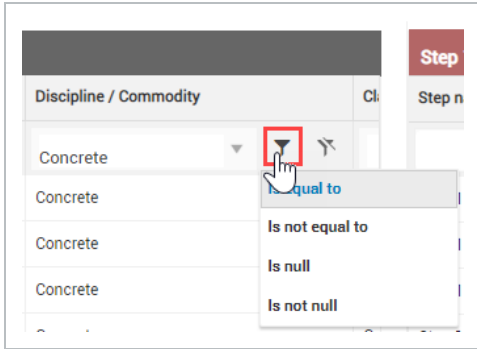 Step
Discipline / Commodity
Step n
Concrete
Concrete
Is equal to
Concrete
Is not equal to
Is null
Concrete
Is not null